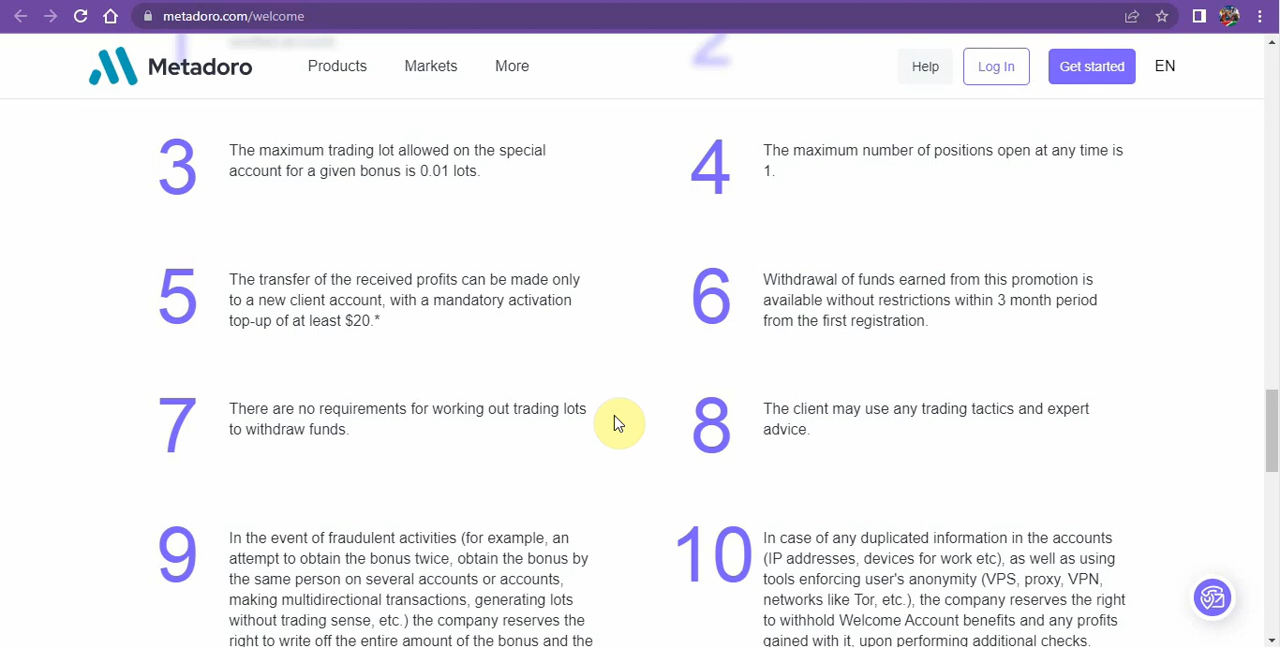 metadoro.com/welcome
Metadoro
Products
Markets
More
Help
Log In
Get started
EN
3
The maximum trading lot allowed on the special
account for a given bonus is 0.01 lots.
4
The maximum number of positions open at any time is
1.
5
The transfer of the received profits can be made only
to a new client account, with a mandatory activation
top-up of at least $20.*
6
Withdrawal of funds earned from this promotion is
available without restrictions within 3 month period
from the first registration.
7
There are no requirements for working out trading lots
to withdraw funds.
8
The client may use any trading tactics and expert
advice.
9
In the event of fraudulent activities (for example, an
attempt to obtain the bonus twice, obtain the bonus by
the same person on several accounts or accounts,
making multidirectional transactions, generating lots
without trading sense, etc.) the company reserves the
right to write off the entire amount of the bonus and the
10
In case of any duplicated information in the accounts
(IP addresses, devices for work etc), as well as using
tools enforcing user's anonymity (VPS, proxy, VPN,
networks like Tor, etc.), the company reserves the right
to withhold Welcome Account benefits and any profits
gained with it, upon performing additional checks.